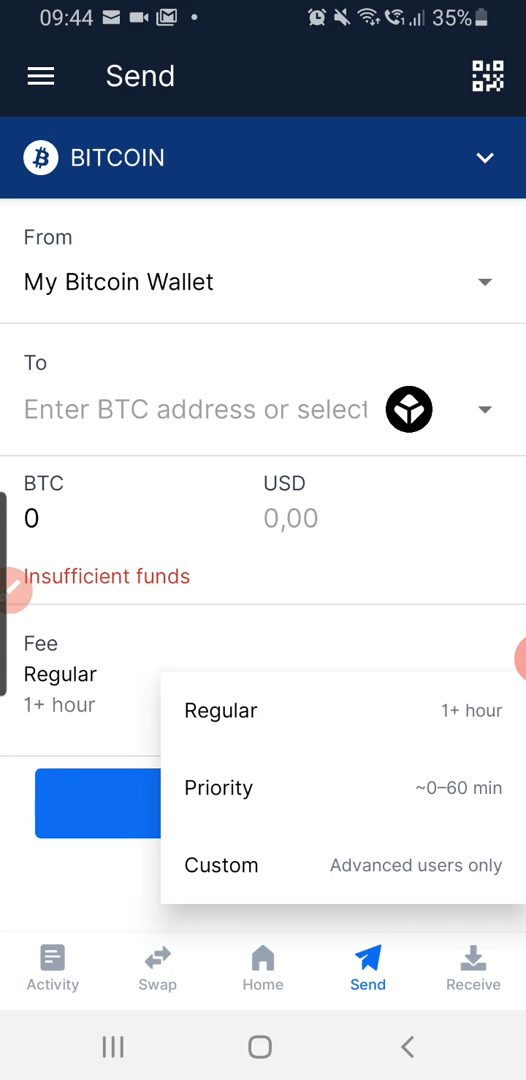 09:44
35%
Send
BITCOIN
From
My Bitcoin Wallet
To
Enter BTC address or select
BTC USD
0 0,00
Insufficient funds
Fee
Regular
1+ hour
Regular 1+ hour
Priority ~0–60 min
Custom Advanced users only
Activity Swap Home Send Receive